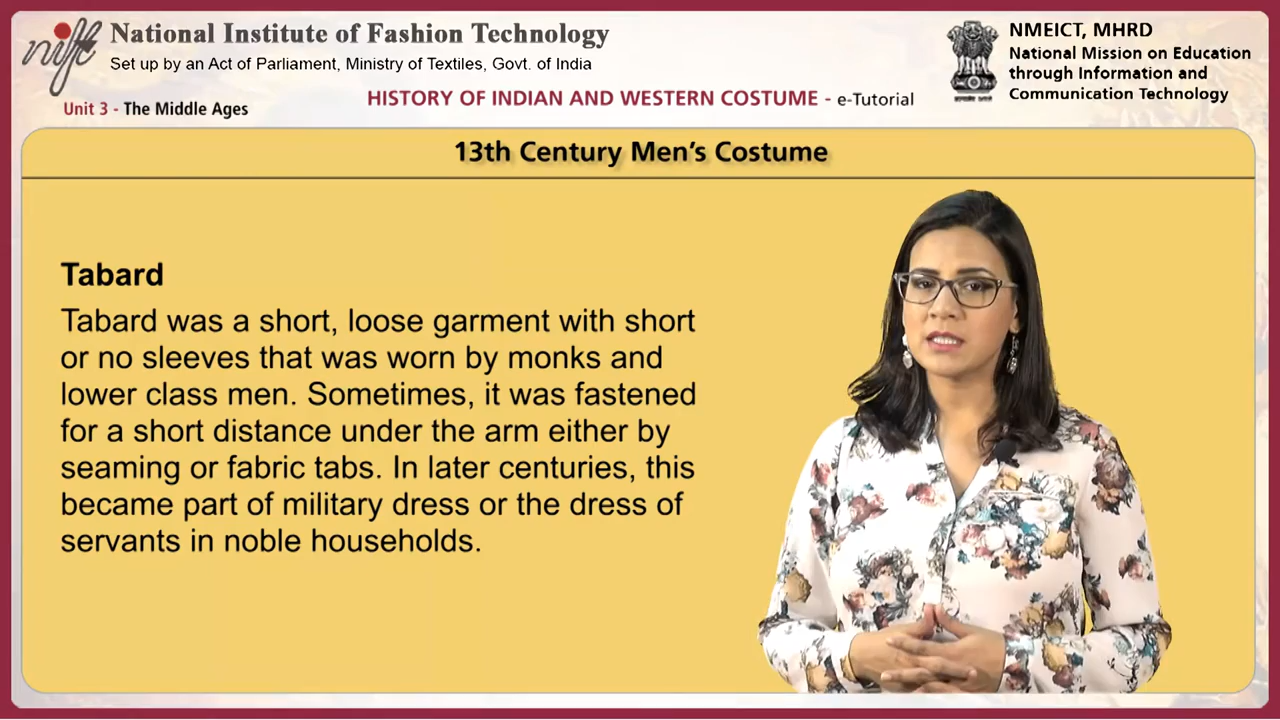 nift
National Institute of Fashion Technology
Set up by an Act of Parliament, Ministry of Textiles, Govt. of India
NMEICT, MHRD
National Mission on Education
through Information and
Communication Technology
Unit 3 - The Middle Ages
HISTORY OF INDIAN AND WESTERN COSTUME - e-Tutorial
13th Century Men's Costume
Tabard
Tabard was a short, loose garment with short
or no sleeves that was worn by monks and
lower class men. Sometimes, it was fastened
for a short distance under the arm either by
seaming or fabric tabs. In later centuries, this
became part of military dress or the dress of
servants in noble households.